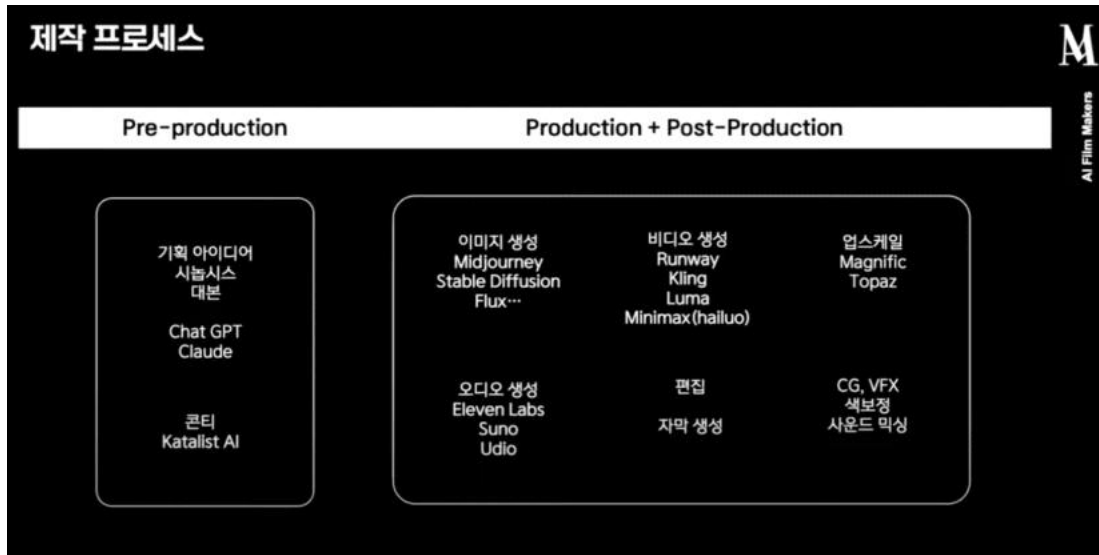 제작 프로세스
M
AI Film Makers
Pre-production
Production + Post-Production
기획 아이디어
시놉시스
대본
Chat GPT
Claude
콘티
Katalist AI
이미지 생성
Midjourney
Stable Diffusion
Flux…
비디오 생성
Runway
Kling
Luma
Minimax(hailuo)
업스케일
Magnific
Topaz
오디오 생성
Eleven Labs
Suno
Udio
편집
자막 생성
CG, VFX
색보정
사운드 믹싱